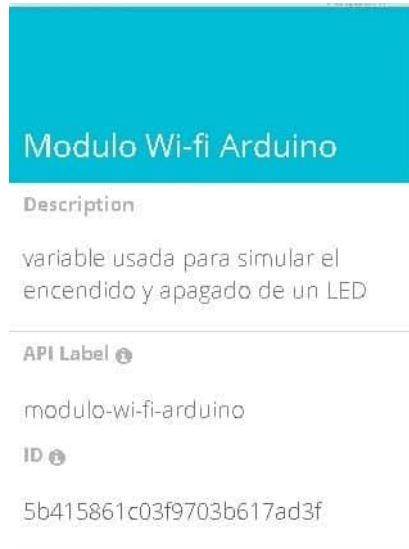 Modulo Wi-fi Arduino
Description
variable usada para simular el
encendido y apagado de un LED
API Label
modulo-wi-fi-arduino
ID
5b415861c03f9703b617ad3f